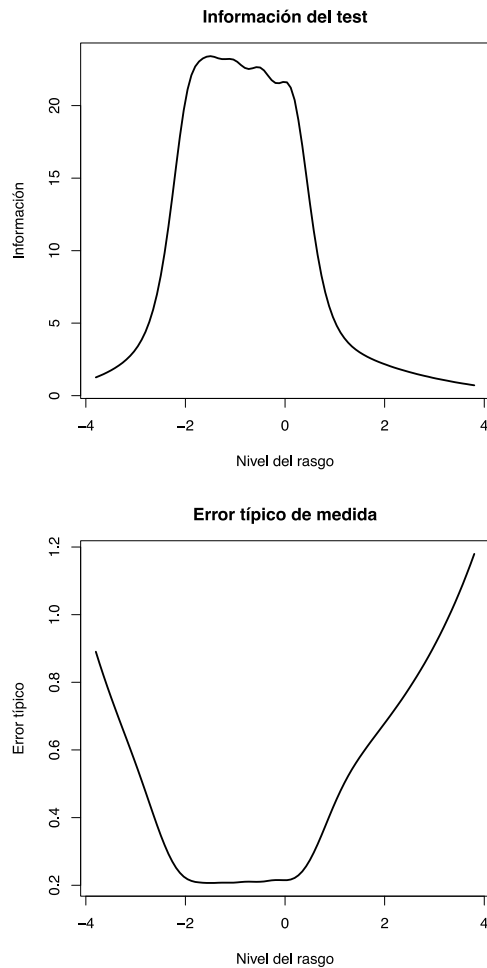 Información del test
20
15
10
5
0
Información
−4 −2 0 2 4
Nivel del rasgo
Error típico de medida
1.2
1.0
0.8
0.6
0.4
0.2
Error típico
−4 −2 0 2 4
Nivel del rasgo